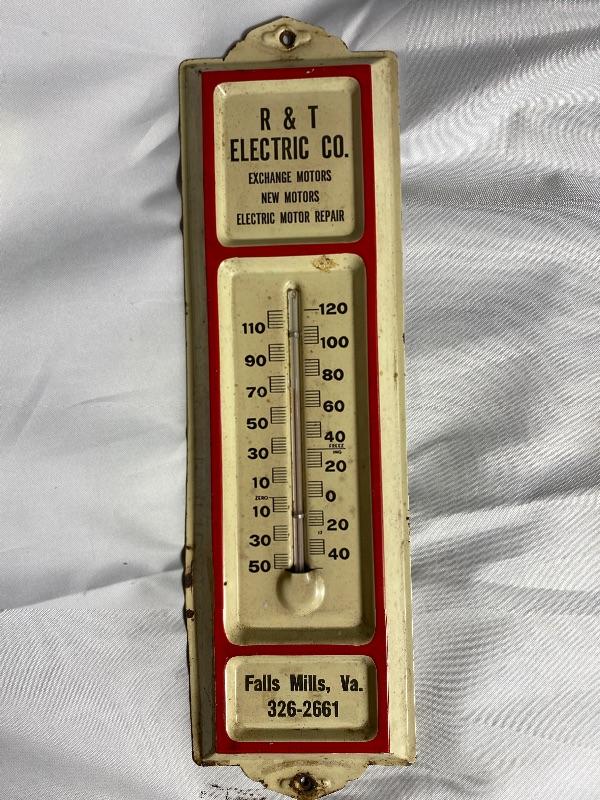 R & T
ELECTRIC CO.
EXCHANGE MOTORS
NEW MOTORS
ELECTRIC MOTOR REPAIR
120
110
100
90
80
70
60
50
40
FREEZ
ING
30
20
10
ZERO
0
10
20
30
40
50
Falls Mills, Va.
326-2661